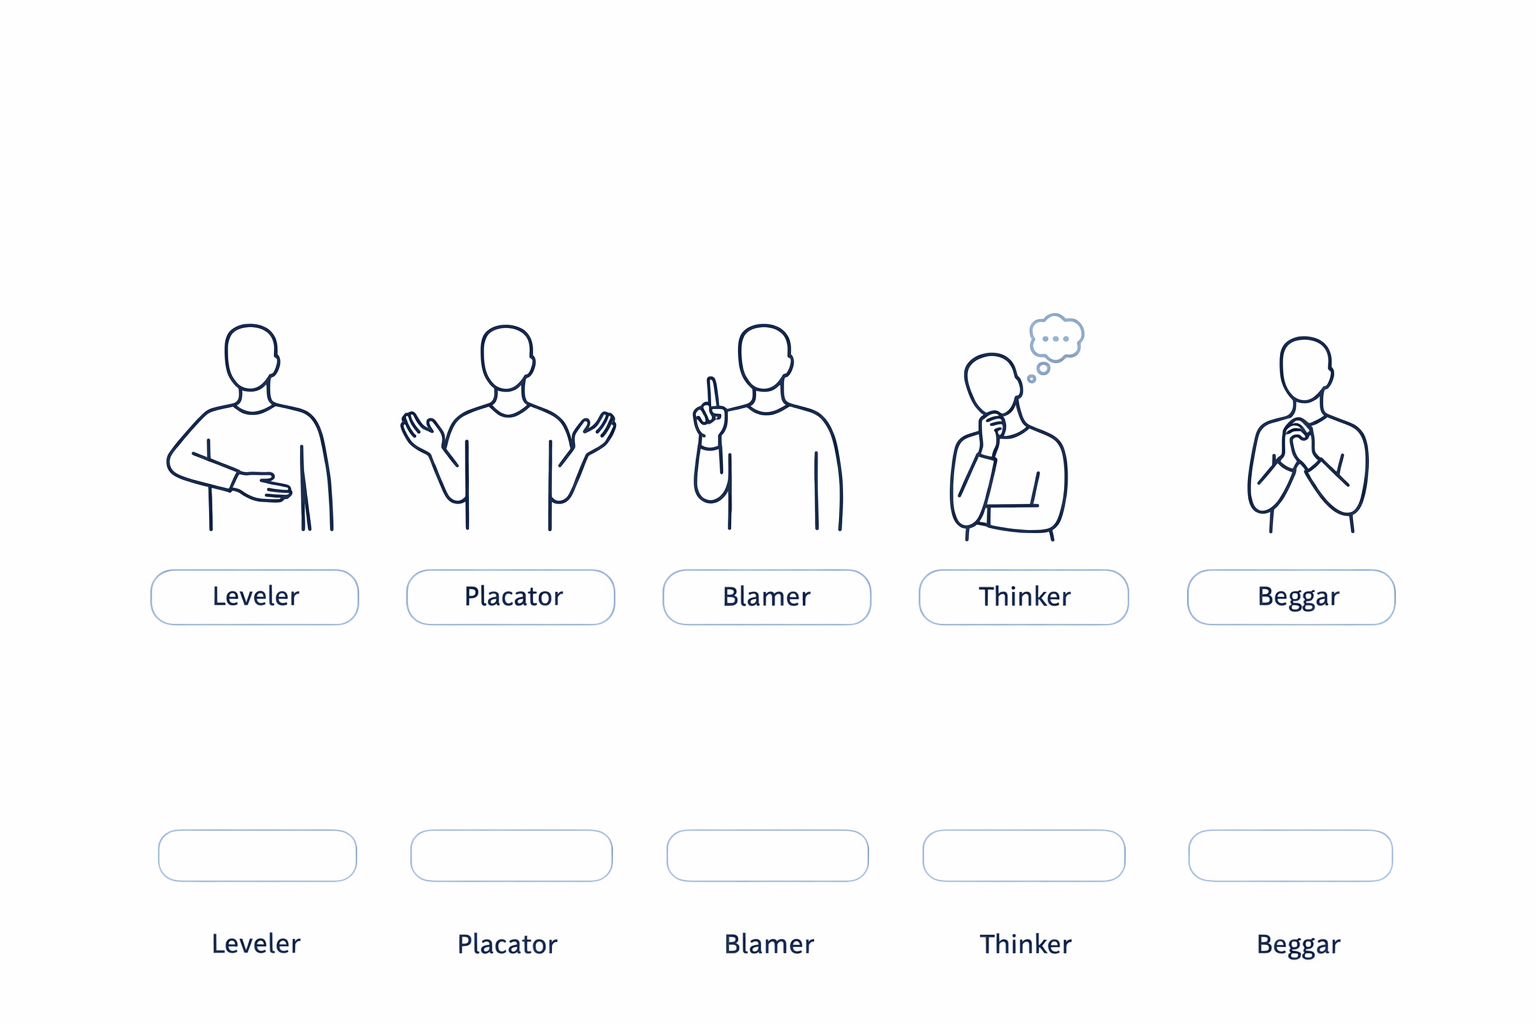 Leveler
Placator
Blamer
Thinker
Beggar
Leveler
Placator
Blamer
Thinker
Beggar